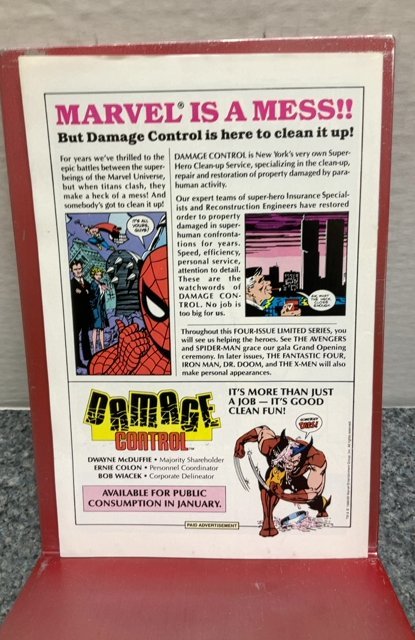 MARVEL® IS A MESS!!
But Damage Control is here to clean it up!
For years we've thrilled to the
epic battles between the super-
beings of the Marvel Universe,
but when titans clash, they
make a heck of a mess! And
somebody's got to clean it up!
IT'S ALL
YOURS,
GUYS!
DAMAGE CONTROL is New York's very own Super-
Hero Clean-up Service, specializing in the clean-up,
repair and restoration of property damaged by para-
human activity.
Our expert teams of super-hero Insurance Special-
ists and Reconstruction Engineers have restored
order to property
damaged in super-
human confronta-
tions for years.
Speed, efficiency,
personal service,
attention to detail.
These are the
watchwords of
DAMAGE CON-
TROL. No job is
too big for us.
Throughout this FOUR-ISSUE LIMITED SERIES, you
will see us helping the heroes. See THE AVENGERS
and SPIDER-MAN grace our gala Grand Opening
ceremony. In later issues, THE FANTASTIC FOUR,
IRON MAN, DR. DOOM, and THE X-MEN will also
make personal appearances.
DAMAGE
CONTROL™
IT'S MORE THAN JUST
A JOB — IT'S GOOD
CLEAN FUN!
SOMEBODY
DWAYNE McDUFFIE • Majority Shareholder
ERNIE COLON • Personnel Coordinator
BOB WIACEK • Corporate Delineator
AVAILABLE FOR PUBLIC
CONSUMPTION IN JANUARY.
PAID ADVERTISEMENT